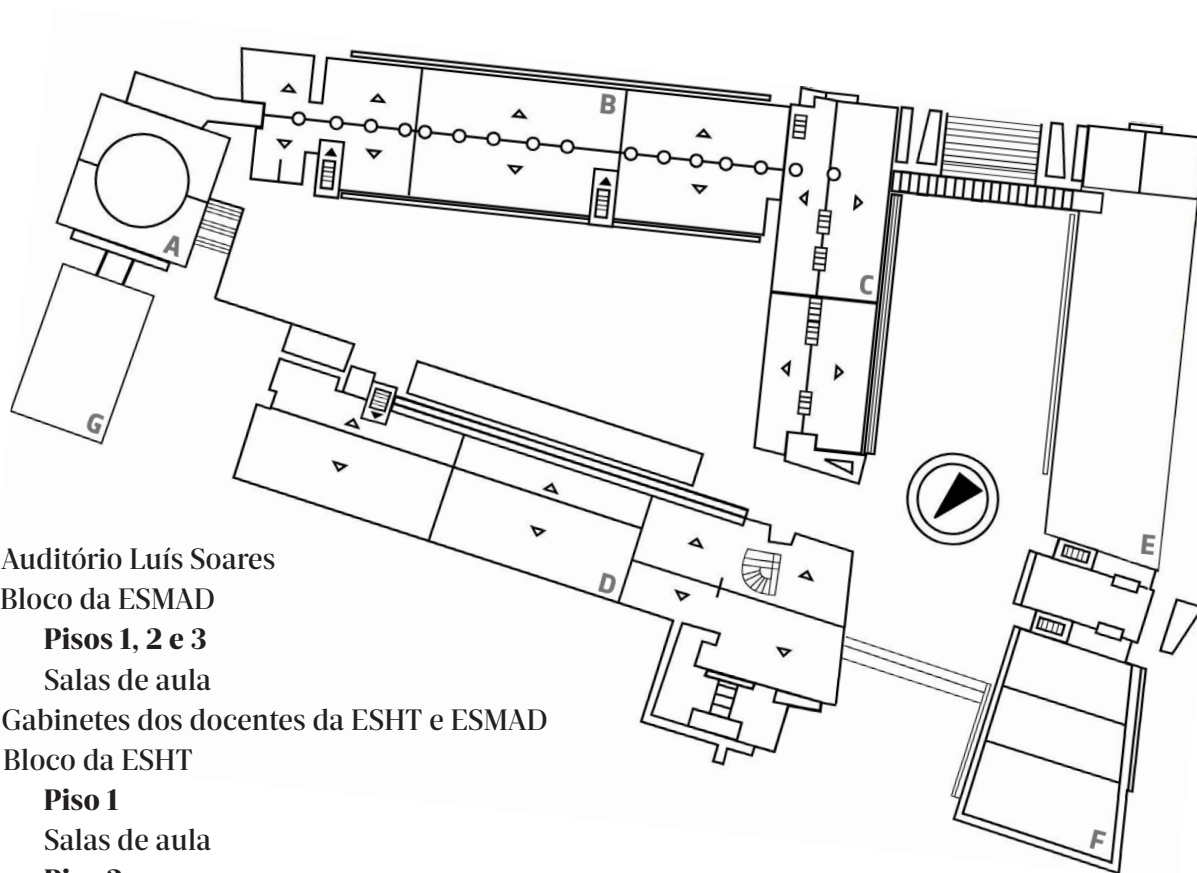 B
A
C
G
E
D
F
Auditório Luís Soares
Bloco da ESMAD
Pisos 1, 2 e 3
Salas de aula
Gabinetes dos docentes da ESHT e ESMAD
Bloco da ESHT
Piso 1
Salas de aula